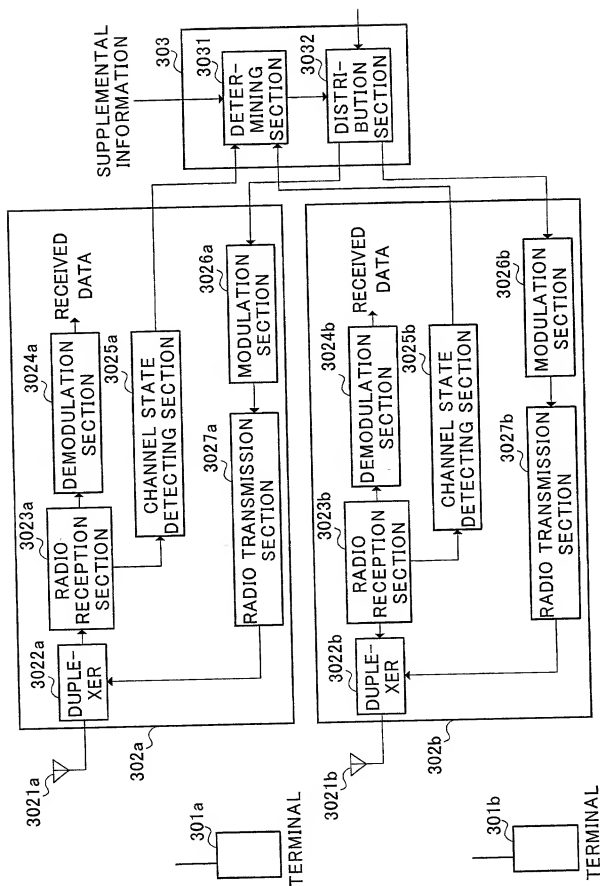 SUPPLEMENTAL
INFORMATION
303
3031
DETER-
MINING
SECTION
3032
DISTRI-
BUTION
SECTION
3021a
302a
3022a
DUPLE-
XER
3023a
RADIO
RECEPTION
SECTION
3024a
DEMODULATION
SECTION
RECEIVED
DATA
3025a
CHANNEL STATE
DETECTING SECTION
3026a
MODULATION
SECTION
3027a
RADIO TRANSMISSION
SECTION
301a
TERMINAL
3021b
302b
3022b
DUPLE-
XER
3023b
RADIO
RECEPTION
SECTION
3024b
DEMODULATION
SECTION
RECEIVED
DATA
3025b
CHANNEL STATE
DETECTING SECTION
3026b
MODULATION
SECTION
3027b
RADIO TRANSMISSION
SECTION
301b
TERMINAL